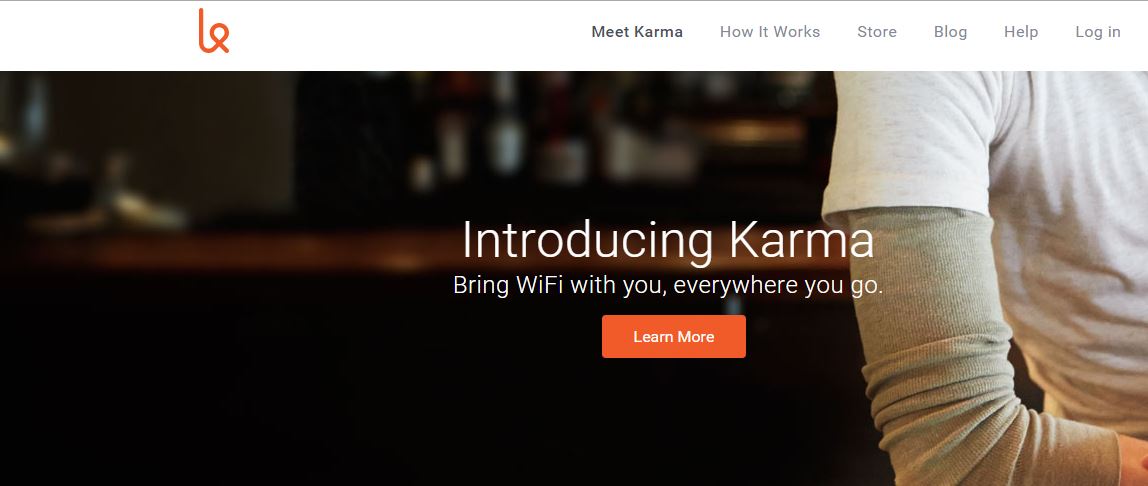 Meet Karma How It Works Store Blog Help Log in
Introducing Karma
Bring WiFi with you, everywhere you go.
Learn More